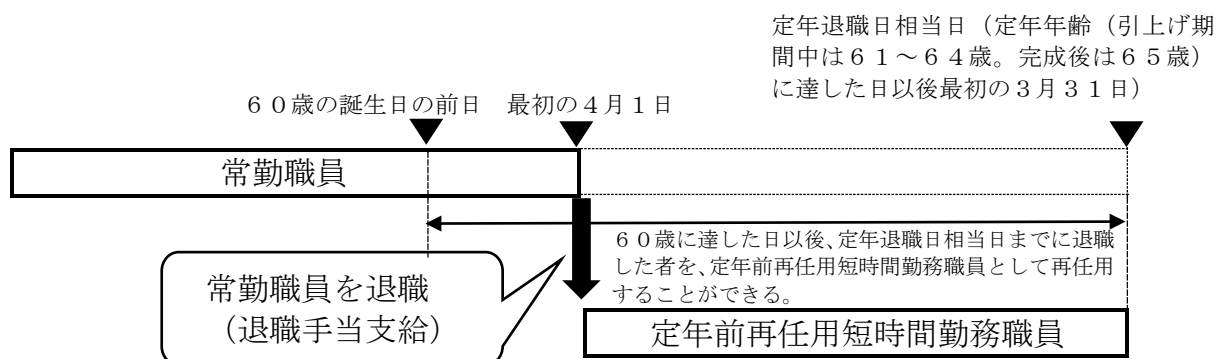 定年退職日相当日（定年年齢（引上げ期
間中は６１～６４歳。完成後は６５歳）
に達した日以後最初の３月３１日）
６０歳の誕生日の前日　最初の４月１日
常勤職員
６０歳に達した日以後、定年退職日相当日までに退職
した者を、定年前再任用短時間勤務職員として再任用
することができる。
常勤職員を退職
（退職手当支給）
定年前再任用短時間勤務職員